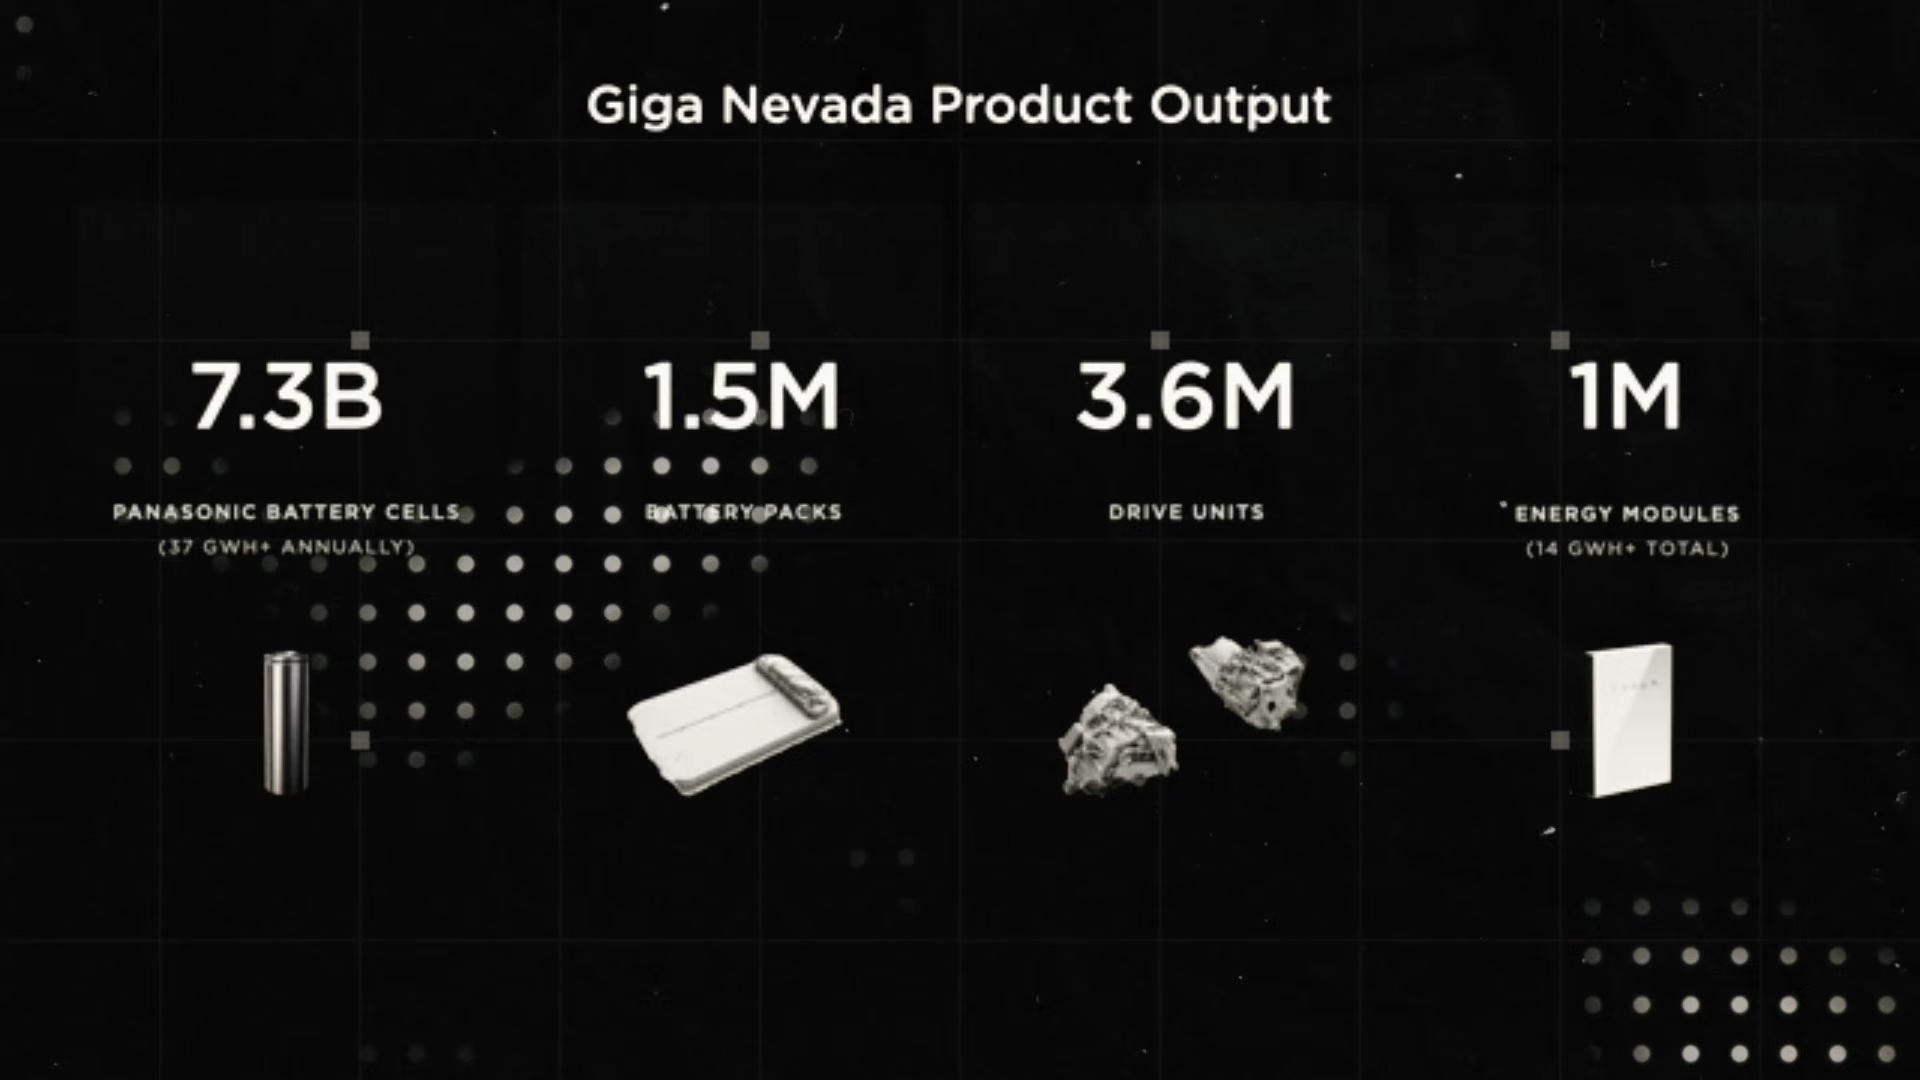 Giga Nevada Product Output
7.3B
PANASONIC BATTERY CELLS
(37 GWH+ ANNUALLY)
1.5M
BATTERY PACKS
3.6M
DRIVE UNITS
1M
ENERGY MODULES
(14 GWH+ TOTAL)